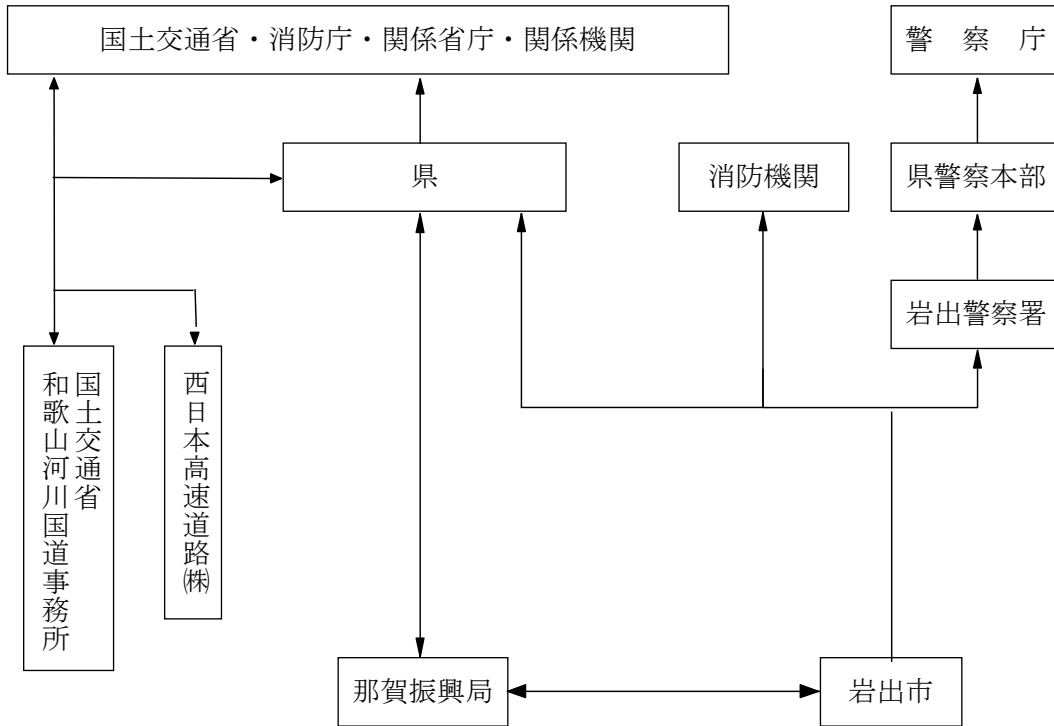 国土交通省・消防庁・関係省庁・関係機関
警　察　庁
県
消防機関
県警察本部
岩出警察署
国土交通省
和歌山河川国道事務所
西日本高速道路㈱
那賀振興局
岩出市